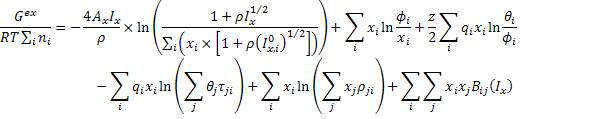 G^{ex}/(RT∑_i n_i) = −(4A_x I_x/ρ) × ln((1 + ρI_x^{1/2})/(∑_i(x_i × [1 + ρ(I_{x,i}^0)^{1/2}]))) + ∑_i x_i ln(ϕ_i/x_i) + (z/2)∑_i q_i x_i ln(θ_i/ϕ_i)
− ∑_i q_i x_i ln(∑_j θ_j τ_{ji}) + ∑_i x_i ln(∑_j x_j ρ_{ji}) + ∑_i ∑_j x_i x_j B_{ij}(I_x)